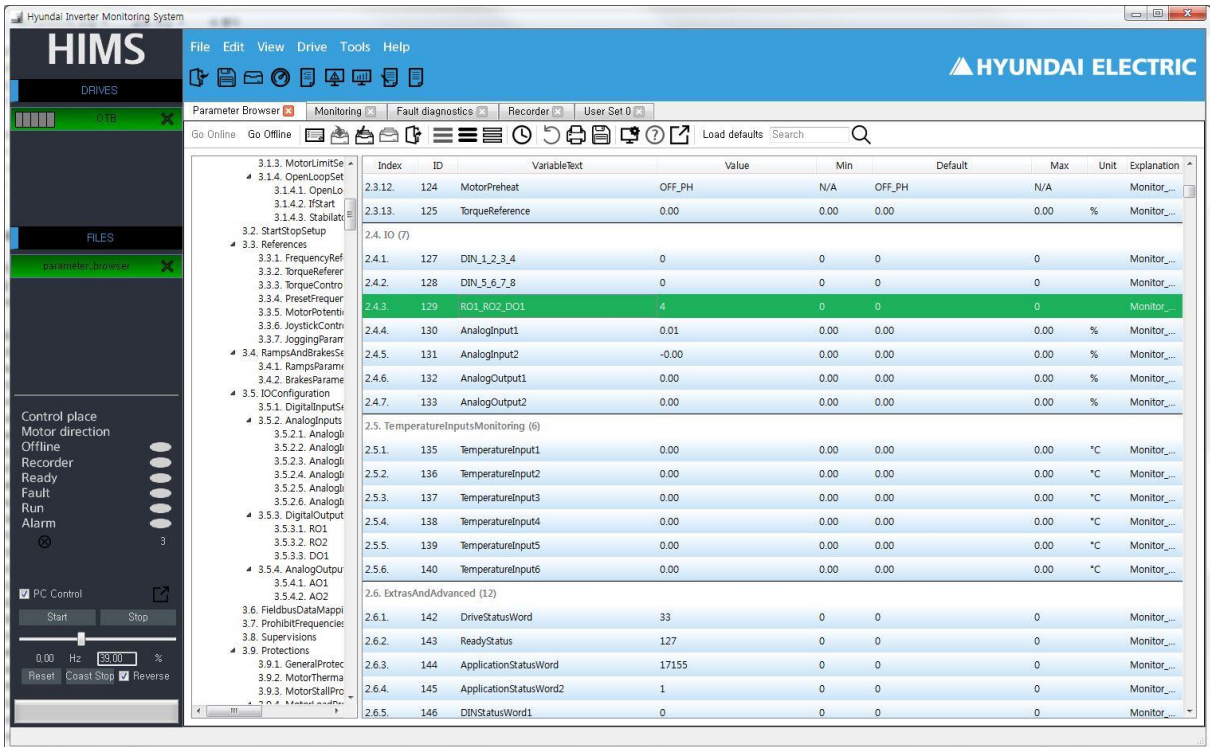 Hyundai Inverter Monitoring System
HIMS
File Edit View Drive Tools Help
HYUNDAI ELECTRIC
DRIVES
OTB
FILES
parameter_browser
Control place
Motor direction
Offline
Recorder
Ready
Fault
Run
Alarm
3
PC Control
Start Stop
0,00 Hz 39,00 %
Reset Coast Stop Reverse
Parameter Browser Monitoring Fault diagnostics Recorder User Set 0
Go Online Go Offline Load defaults Search
3.1.3. MotorLimitSe
3.1.4. OpenLoopSet
3.1.4.1. OpenLo
3.1.4.2. IfStart
3.1.4.3. Stabilato
3.2. StartStopSetup
3.3. References
3.3.1. FrequencyRef
3.3.2. TorqueReferen
3.3.3. TorqueContro
3.3.4. PresetFrequen
3.3.5. MotorPotentio
3.3.6. JoystickContro
3.3.7. JoggingParam
3.4. RampsAndBrakesSe
3.4.1. RampsParame
3.4.2. BrakesParame
3.5. IOConfiguration
3.5.1. DigitalInputSe
3.5.2. AnalogInputs
3.5.2.1. AnalogIn
3.5.2.2. AnalogIn
3.5.2.3. AnalogIn
3.5.2.4. AnalogIn
3.5.2.5. AnalogIn
3.5.2.6. AnalogIn
3.5.3. DigitalOutput
3.5.3.1. RO1
3.5.3.2. RO2
3.5.3.3. DO1
3.5.4. AnalogOutpu
3.5.4.1. AO1
3.5.4.2. AO2
3.6. FieldbusDataMappi
3.7. ProhibitFrequencies
3.8. Supervisions
3.9. Protections
3.9.1. GeneralProtec
3.9.2. MotorTherma
3.9.3. MotorStallPro
Index ID VariableText Value Min Default Max Unit Explanation
2.3.12. 124 MotorPreheat OFF_PH N/A OFF_PH N/A Monitor_...
2.3.13. 125 TorqueReference 0.00 0.00 0.00 0.00 % Monitor_...
2.4. IO (7)
2.4.1. 127 DIN_1_2_3_4 0 0 0 0 Monitor_...
2.4.2. 128 DIN_5_6_7_8 0 0 0 0 Monitor_...
2.4.3. 129 RO1_RO2_DO1 4 0 0 0 Monitor_...
2.4.4. 130 AnalogInput1 0.01 0.00 0.00 0.00 % Monitor_...
2.4.5. 131 AnalogInput2 -0.00 0.00 0.00 0.00 % Monitor_...
2.4.6. 132 AnalogOutput1 0.00 0.00 0.00 0.00 % Monitor_...
2.4.7. 133 AnalogOutput2 0.00 0.00 0.00 0.00 % Monitor_...
2.5. TemperatureInputsMonitoring (6)
2.5.1. 135 TemperatureInput1 0.00 0.00 0.00 0.00 °C Monitor_...
2.5.2. 136 TemperatureInput2 0.00 0.00 0.00 0.00 °C Monitor_...
2.5.3. 137 TemperatureInput3 0.00 0.00 0.00 0.00 °C Monitor_...
2.5.4. 138 TemperatureInput4 0.00 0.00 0.00 0.00 °C Monitor_...
2.5.5. 139 TemperatureInput5 0.00 0.00 0.00 0.00 °C Monitor_...
2.5.6. 140 TemperatureInput6 0.00 0.00 0.00 0.00 °C Monitor_...
2.6. ExtrasAndAdvanced (12)
2.6.1. 142 DriveStatusWord 33 0 0 0 Monitor_...
2.6.2. 143 ReadyStatus 127 0 0 0 Monitor_...
2.6.3. 144 ApplicationStatusWord 17155 0 0 0 Monitor_...
2.6.4. 145 ApplicationStatusWord2 1 0 0 0 Monitor_...
2.6.5. 146 DINStatusWord1 0 0 0 0 Monitor_...